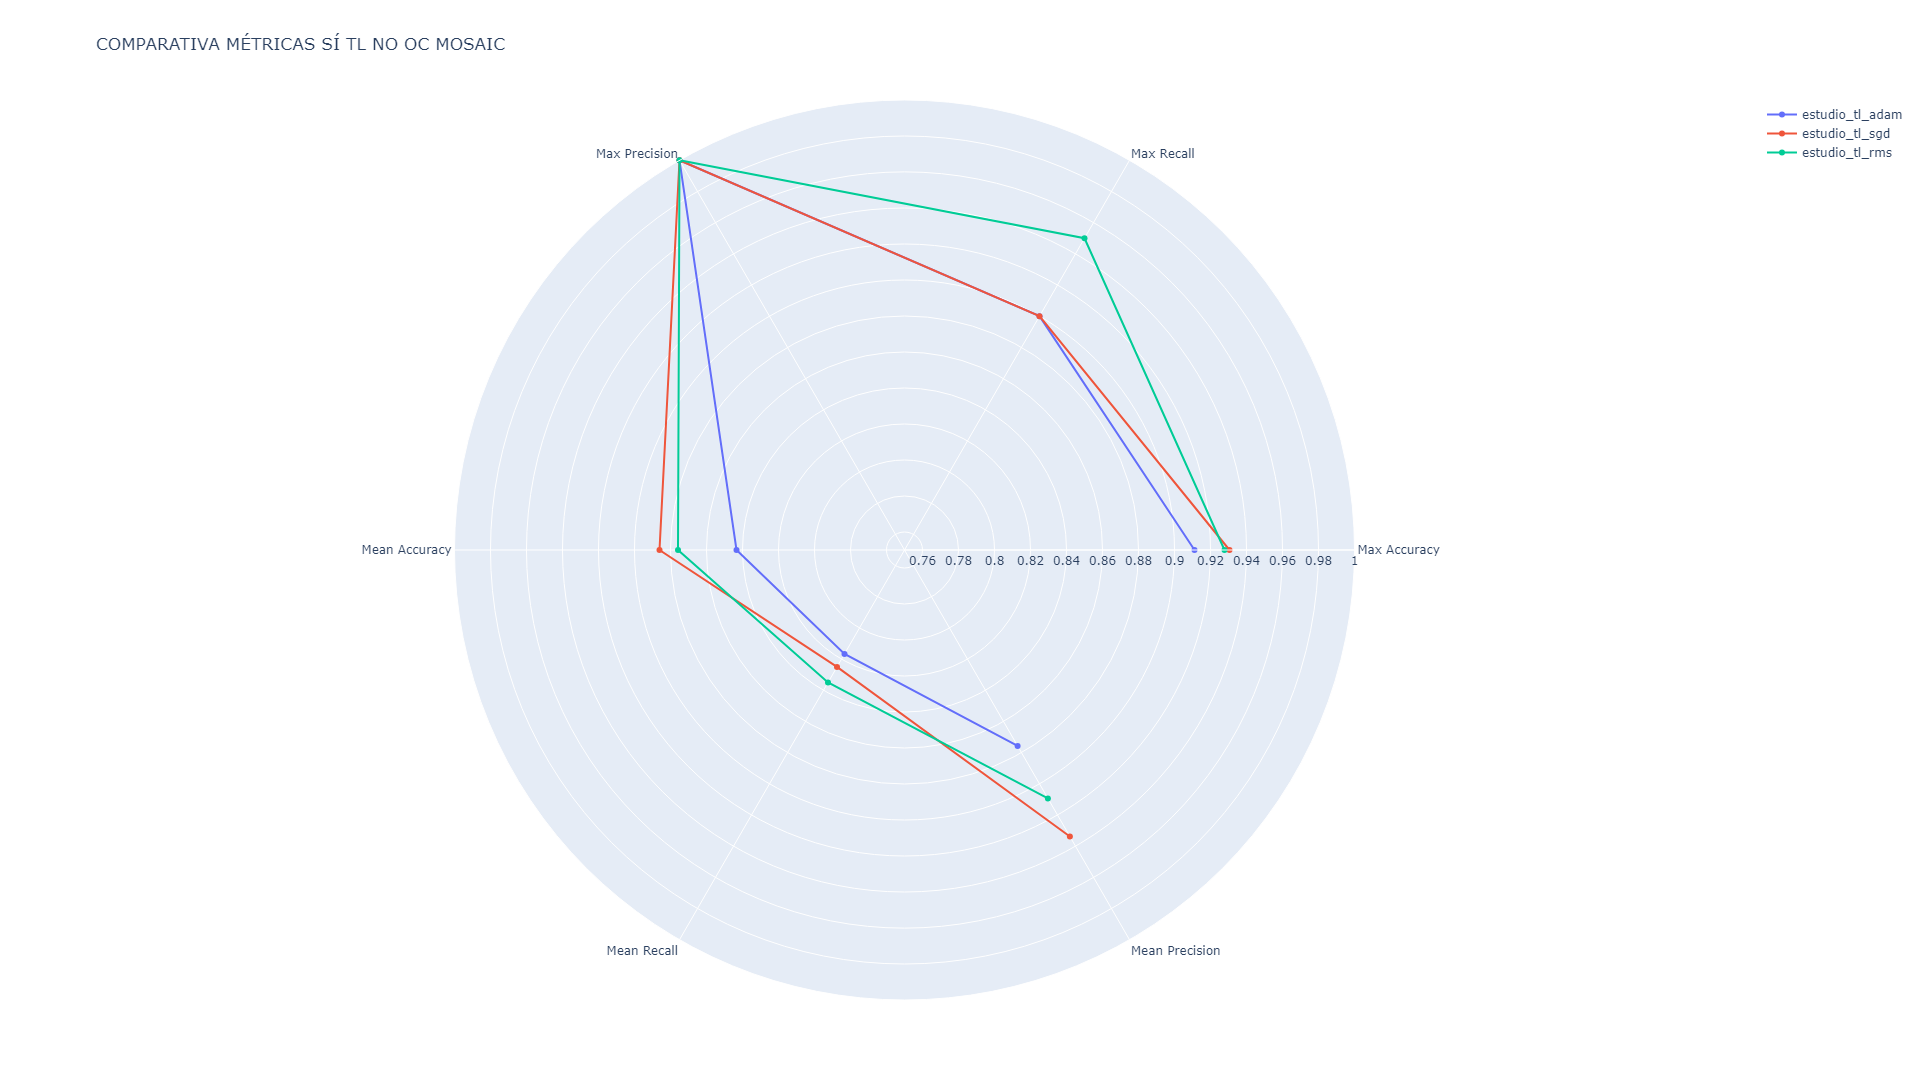 COMPARATIVA MÉTRICAS SÍ TL NO OC MOSAIC
estudio_tl_adam
estudio_tl_sgd
estudio_tl_rms
Max Precision
Max Recall
Mean Accuracy
Max Accuracy
0.76 0.78 0.8 0.82 0.84 0.86 0.88 0.9 0.92 0.94 0.96 0.98 1
Mean Recall
Mean Precision